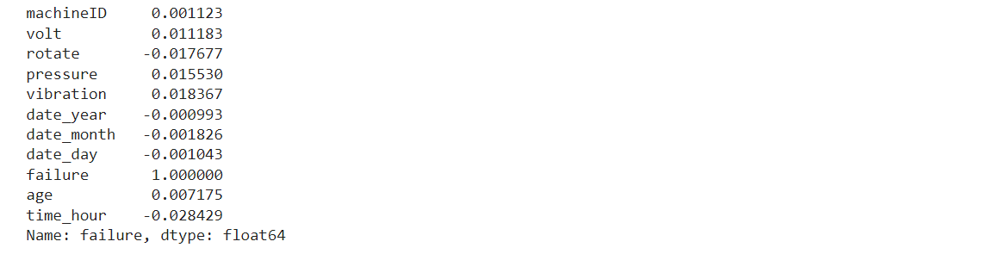 machineID     0.001123
volt          0.011183
rotate       -0.017677
pressure      0.015530
vibration     0.018367
date_year    -0.000993
date_month   -0.001826
date_day     -0.001043
failure       1.000000
age           0.007175
time_hour    -0.028429
Name: failure, dtype: float64